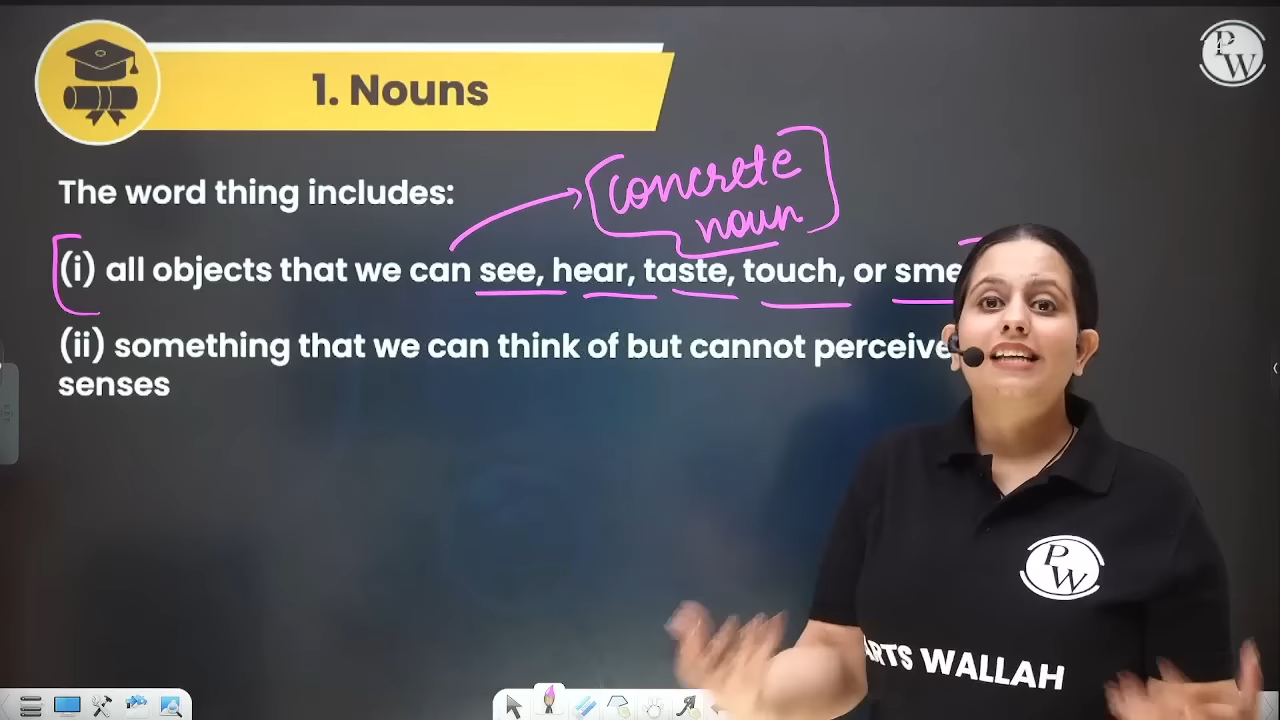 PW
1. Nouns
The word thing includes:
concrete
noun
(i) all objects that we can see, hear, taste, touch, or sme
(ii) something that we can think of but cannot perceive
senses
PW
ARTS WALLAH